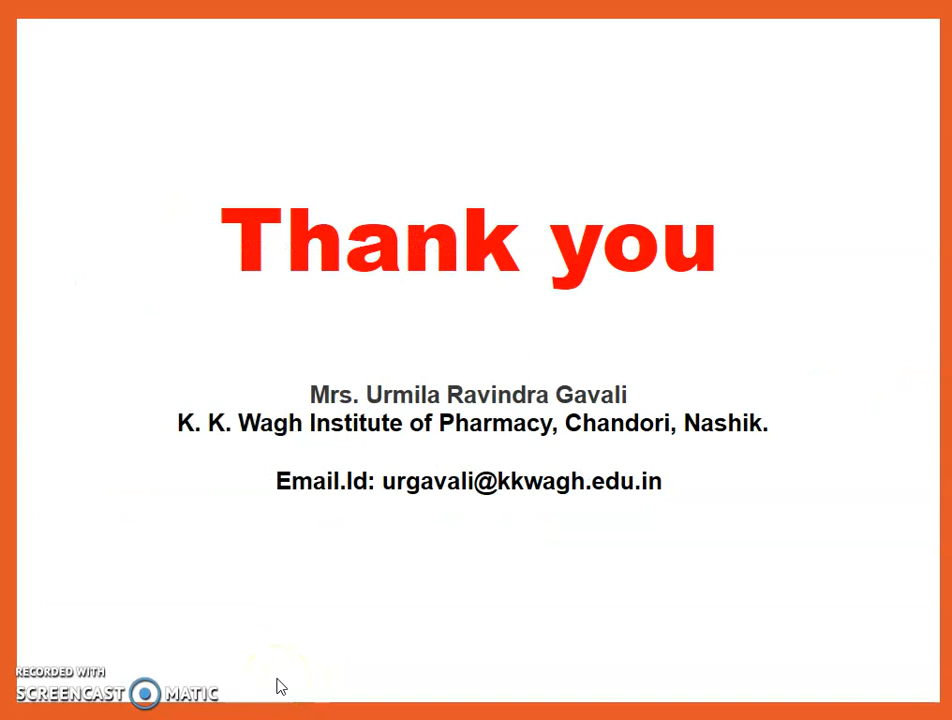 Thank you
Mrs. Urmila Ravindra Gavali
K. K. Wagh Institute of Pharmacy, Chandori, Nashik.
Email.Id: urgavali@kkwagh.edu.in
RECORDED WITH
SCREENCAST MATIC